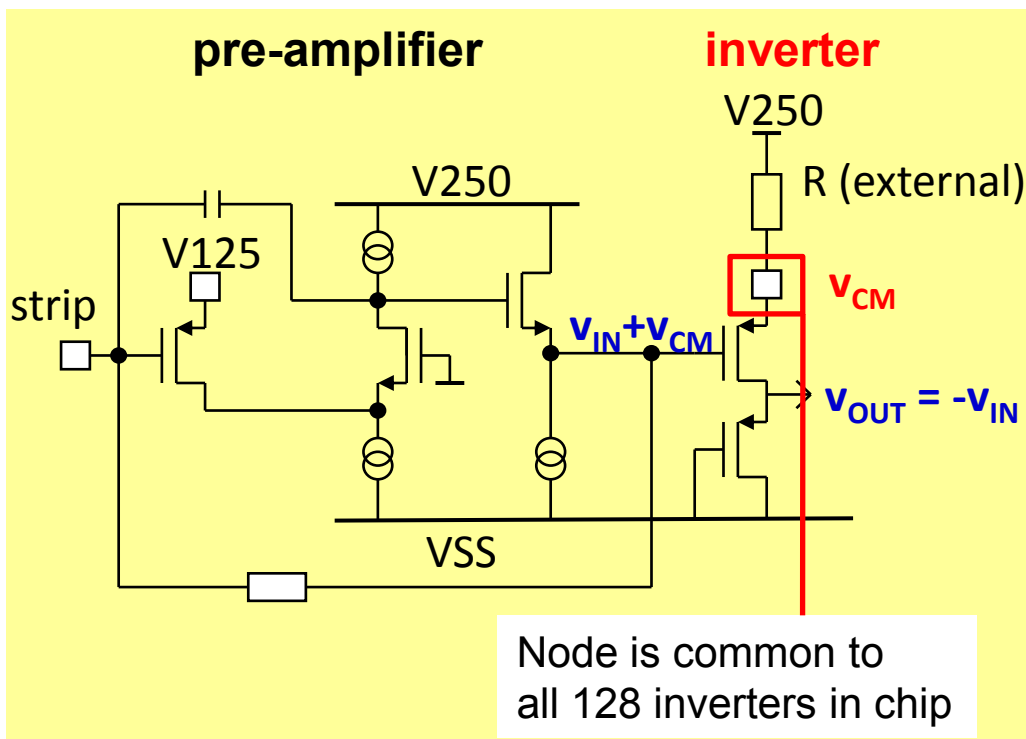 pre-amplifier
inverter
V250
R (external)
V250
V125
strip
vCM
vIN+vCM
vOUT = -vIN
VSS
Node is common to
all 128 inverters in chip